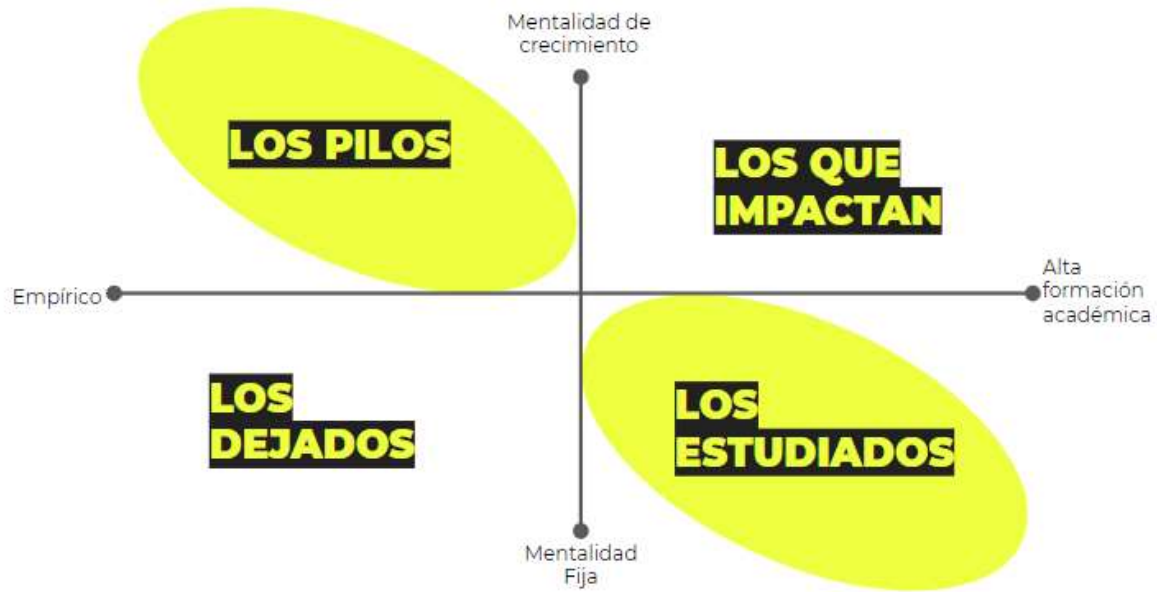 Mentalidad de
crecimiento
LOS PILOS
LOS QUE
IMPACTAN
Empírico
Alta
formación
académica
LOS
DEJADOS
LOS
ESTUDIADOS
Mentalidad
Fija